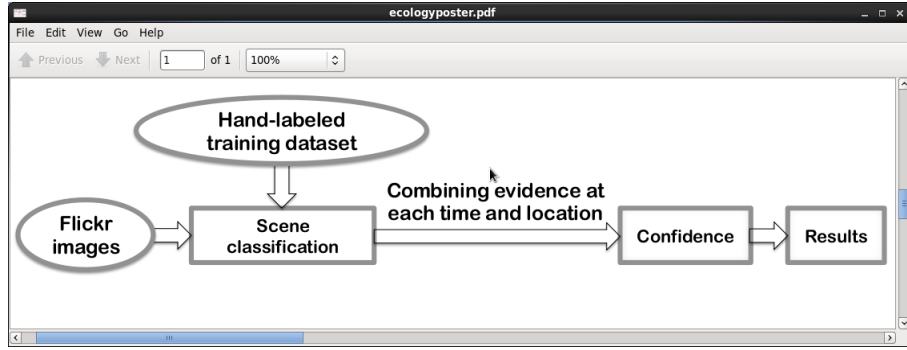 ecologyposter.pdf
File Edit View Go Help
Previous Next 1 of 1 100%
Hand-labeled
training dataset
Combining evidence at
each time and location
Flickr
images
Scene
classification
Confidence
Results